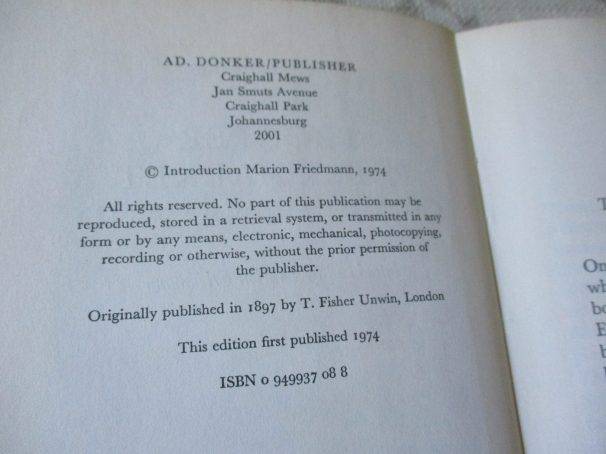 AD. DONKER/PUBLISHER
Craighall Mews
Jan Smuts Avenue
Craighall Park
Johannesburg
2001
© Introduction Marion Friedmann, 1974
All rights reserved. No part of this publication may be
reproduced, stored in a retrieval system, or transmitted in any
form or by any means, electronic, mechanical, photocopying,
recording or otherwise, without the prior permission of
the publisher.
Originally published in 1897 by T. Fisher Unwin, London
This edition first published 1974
ISBN 0 949937 08 8